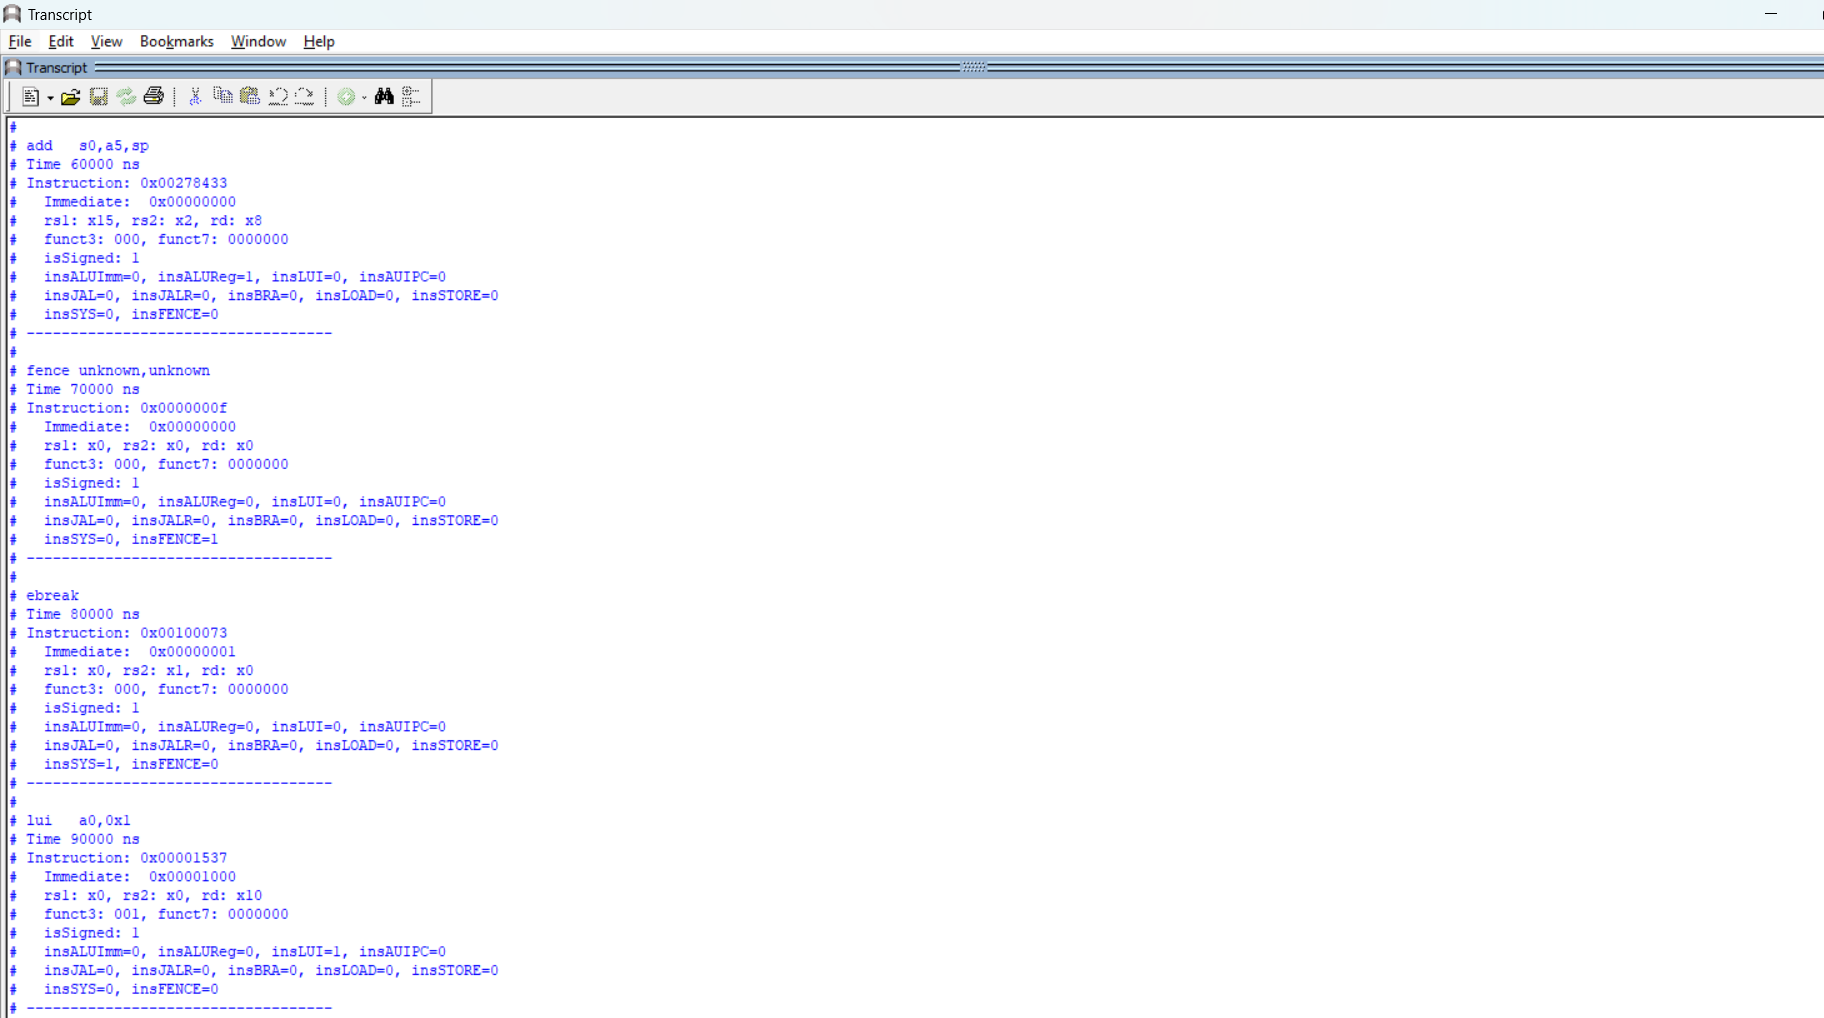 Transcript
File Edit View Bookmarks Window Help
Transcript
#
# add   s0,a5,sp
# Time 60000 ns
# Instruction: 0x00278433
#   Immediate:  0x00000000
#   rs1: x15, rs2: x2, rd: x8
#   funct3: 000, funct7: 0000000
#   isSigned: 1
#   insALUImm=0, insALUReg=1, insLUI=0, insAUIPC=0
#   insJAL=0, insJALR=0, insBRA=0, insLOAD=0, insSTORE=0
#   insSYS=0, insFENCE=0
# -----------------------------------
#
# fence unknown,unknown
# Time 70000 ns
# Instruction: 0x0000000f
#   Immediate:  0x00000000
#   rs1: x0, rs2: x0, rd: x0
#   funct3: 000, funct7: 0000000
#   isSigned: 1
#   insALUImm=0, insALUReg=0, insLUI=0, insAUIPC=0
#   insJAL=0, insJALR=0, insBRA=0, insLOAD=0, insSTORE=0
#   insSYS=0, insFENCE=1
# -----------------------------------
#
# ebreak
# Time 80000 ns
# Instruction: 0x00100073
#   Immediate:  0x00000001
#   rs1: x0, rs2: x1, rd: x0
#   funct3: 000, funct7: 0000000
#   isSigned: 1
#   insALUImm=0, insALUReg=0, insLUI=0, insAUIPC=0
#   insJAL=0, insJALR=0, insBRA=0, insLOAD=0, insSTORE=0
#   insSYS=1, insFENCE=0
# -----------------------------------
#
# lui   a0,0x1
# Time 90000 ns
# Instruction: 0x00001537
#   Immediate:  0x00001000
#   rs1: x0, rs2: x0, rd: x10
#   funct3: 001, funct7: 0000000
#   isSigned: 1
#   insALUImm=0, insALUReg=0, insLUI=1, insAUIPC=0
#   insJAL=0, insJALR=0, insBRA=0, insLOAD=0, insSTORE=0
#   insSYS=0, insFENCE=0
# -----------------------------------